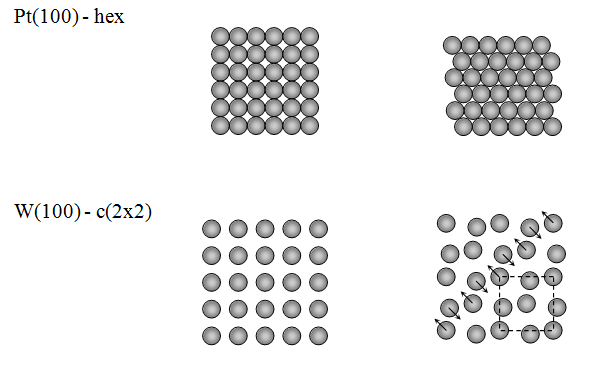 Pt(100) - hex
W(100) - c(2x2)